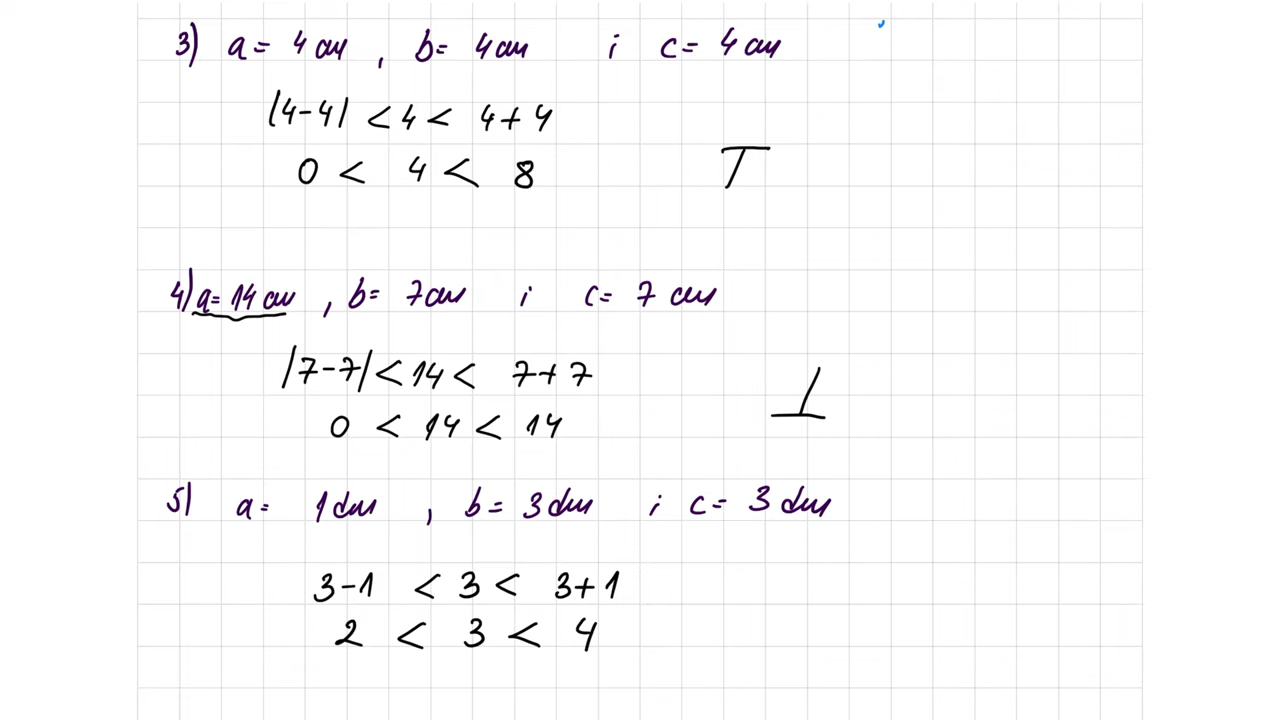 3) a = 4 cm , b = 4 cm i c = 4 cm
|4-4| < 4 < 4+4
0 < 4 < 8 ⊤
4) a = 14 cm , b = 7 cm i c = 7 cm
|7-7| < 14 < 7+7
0 < 14 < 14 ⊥
5) a = 1 dm , b = 3 dm i c = 3 dm
3-1 < 3 < 3+1
2 < 3 < 4